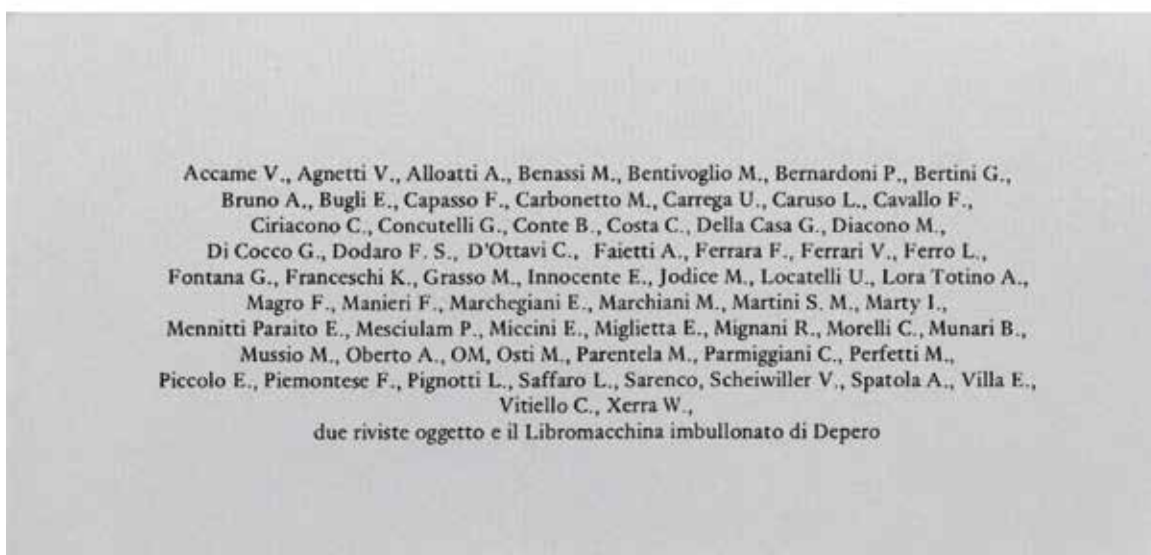 Accame V., Agnetti V., Alloatti A., Benassi M., Bentivoglio M., Bernardoni P., Bertini G.,
Bruno A., Bugli E., Capasso F., Carbonetto M., Carrega U., Caruso L., Cavallo F.,
Ciriacono C., Concutelli G., Conte B., Costa C., Della Casa G., Diacono M.,
Di Cocco G., Dodaro F. S., D'Ottavi C., Faietti A., Ferrara F., Ferrari V., Ferro L.,
Fontana G., Franceschi K., Grasso M., Innocente E., Jodice M., Locatelli U., Lora Totino A.,
Magro F., Manieri F., Marchegiani E., Marchiani M., Martini S. M., Marty I.,
Mennitti Paraito E., Mesciulam P., Miccini E., Miglietta E., Mignani R., Morelli C., Munari B.,
Mussio M., Oberto A., OM, Osti M., Parentela M., Parmiggiani C., Perfetti M.,
Piccolo E., Piemontese F., Pignotti L., Saffaro L., Sarenco, Scheiwiller V., Spatola A., Villa E.,
Vitiello C., Xerra W.,
due riviste oggetto e il Libromacchina imbullonato di Depero